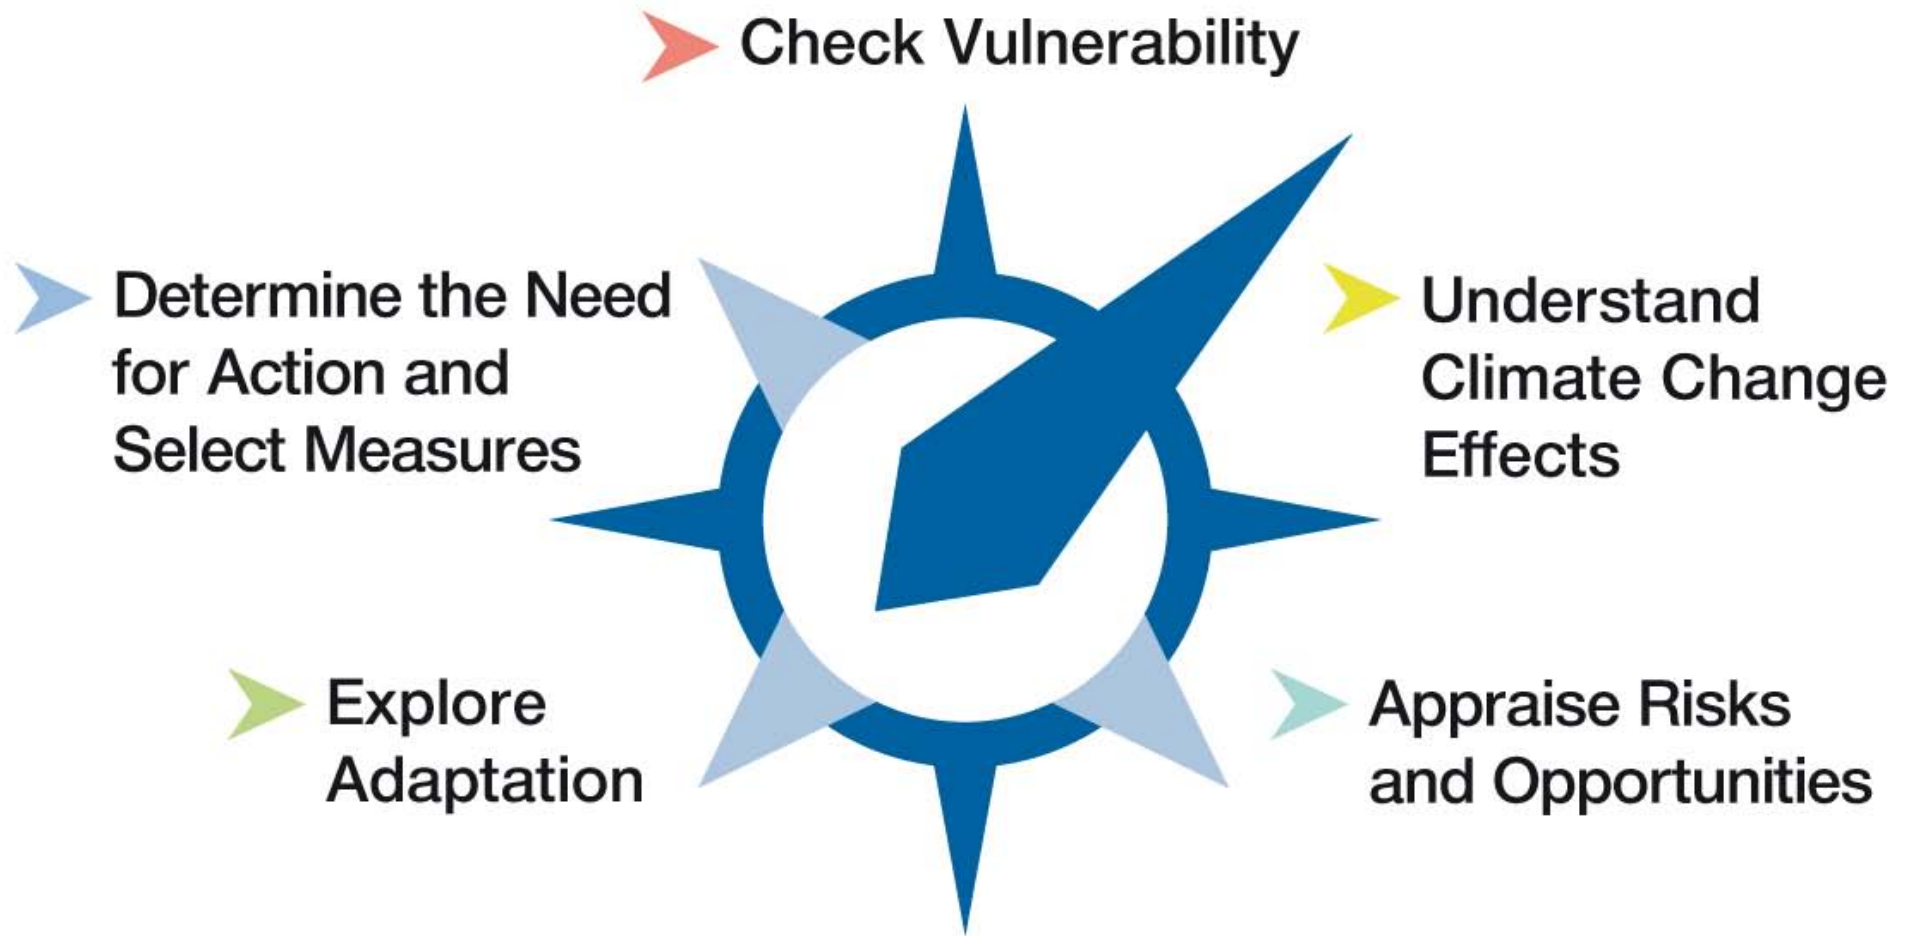 Check Vulnerability
Understand
Climate Change
Effects
Appraise Risks
and Opportunities
Explore
Adaptation
Determine the Need
for Action and
Select Measures